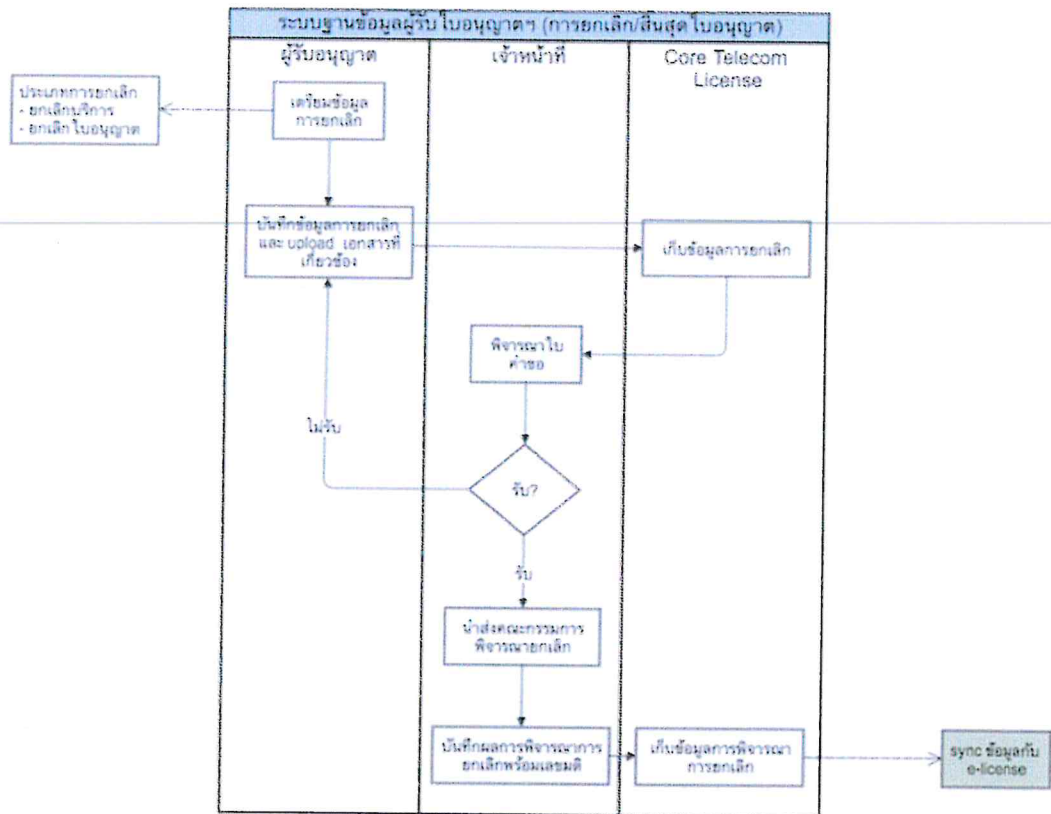 ระบบฐานข้อมูลผู้รับใบอนุญาตฯ (การยกเลิก/สิ้นสุดใบอนุญาต)
ผู้รับอนุญาต
เจ้าหน้าที่
Core Telecom
License
ประเภทการยกเลิก
- ยกเลิกบริการ
- ยกเลิกใบอนุญาต
เตรียมข้อมูล
การยกเลิก
บันทึกข้อมูลการยกเลิก
และ upload เอกสารที่
เกี่ยวข้อง
เก็บข้อมูลการยกเลิก
พิจารณาใบ
คำขอ
ไม่รับ
รับ?
รับ
นำส่งคณะกรรมการ
พิจารณายกเลิก
บันทึกผลการพิจารณาการ
ยกเลิกพร้อมเลขมติ
เก็บข้อมูลการพิจารณา
การยกเลิก
sync ข้อมูลกับ
e-license